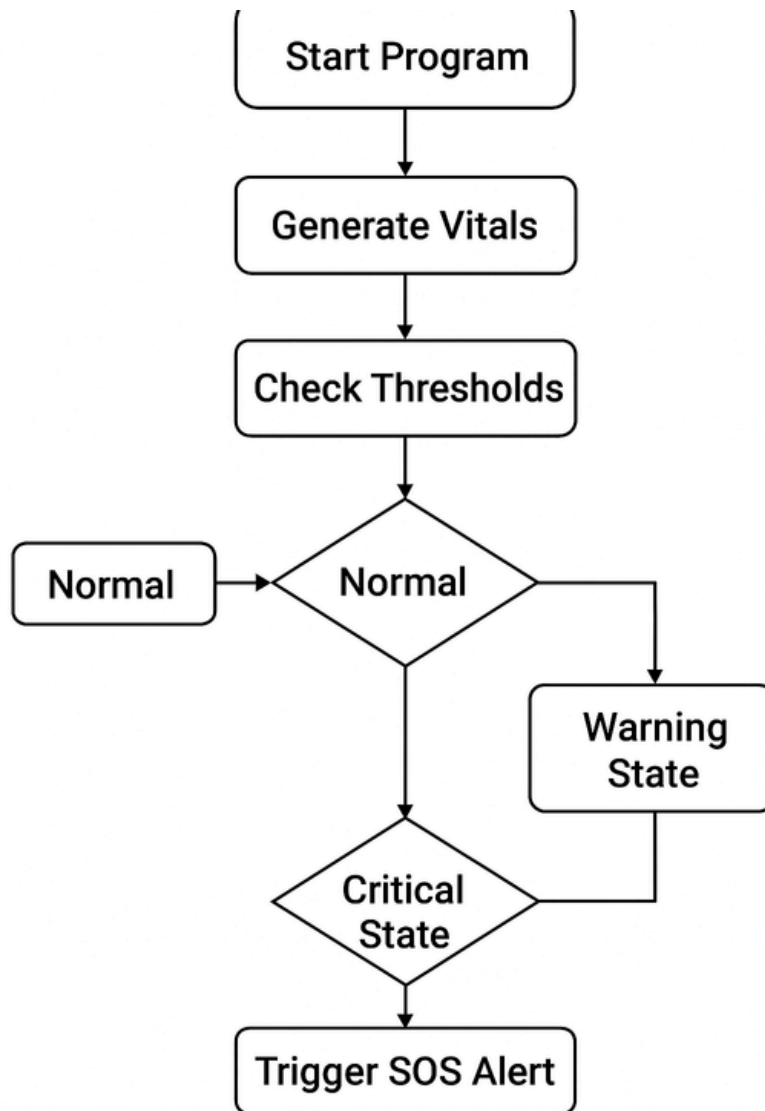 Start Program
Generate Vitals
Check Thresholds
Normal
Normal
Warning
State
Critical
State
Trigger SOS Alert